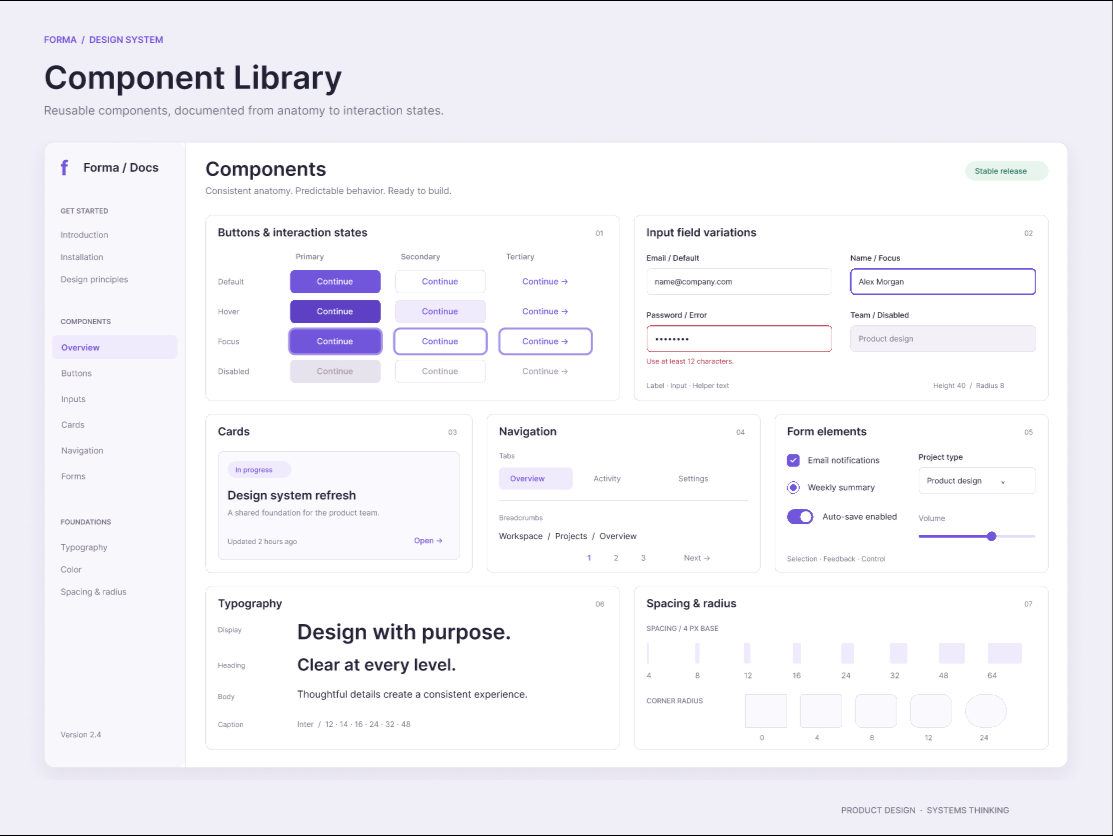 FORMA / DESIGN SYSTEM
Component Library
Reusable components, documented from anatomy to interaction states.
f Forma / Docs
GET STARTED
Introduction
Installation
Design principles
COMPONENTS
Overview
Buttons
Inputs
Cards
Navigation
Forms
FOUNDATIONS
Typography
Color
Spacing & radius
Version 2.4
Components
Consistent anatomy. Predictable behavior. Ready to build.
Stable release
Buttons & interaction states 01
Primary Secondary Tertiary
Default Continue Continue Continue →
Hover Continue Continue Continue →
Focus Continue Continue Continue →
Disabled Continue Continue Continue →
Input field variations 02
Email / Default Name / Focus
name@company.com Alex Morgan
Password / Error Team / Disabled
•••••••• Product design
Use at least 12 characters.
Label · Input · Helper text Height 40 / Radius 8
Cards 03
In progress
Design system refresh
A shared foundation for the product team.
Updated 2 hours ago Open →
Navigation 04
Tabs
Overview Activity Settings
Breadcrumbs
Workspace / Projects / Overview
1 2 3 Next →
Form elements 05
Email notifications Project type
Weekly summary Product design
Auto-save enabled Volume
Selection · Feedback · Control
Typography 06
Display Design with purpose.
Heading Clear at every level.
Body Thoughtful details create a consistent experience.
Caption Inter / 12 · 14 · 16 · 24 · 32 · 48
Spacing & radius 07
SPACING / 4 PX BASE
4 8 12 16 24 32 48 64
CORNER RADIUS
0 4 8 12 24
PRODUCT DESIGN · SYSTEMS THINKING